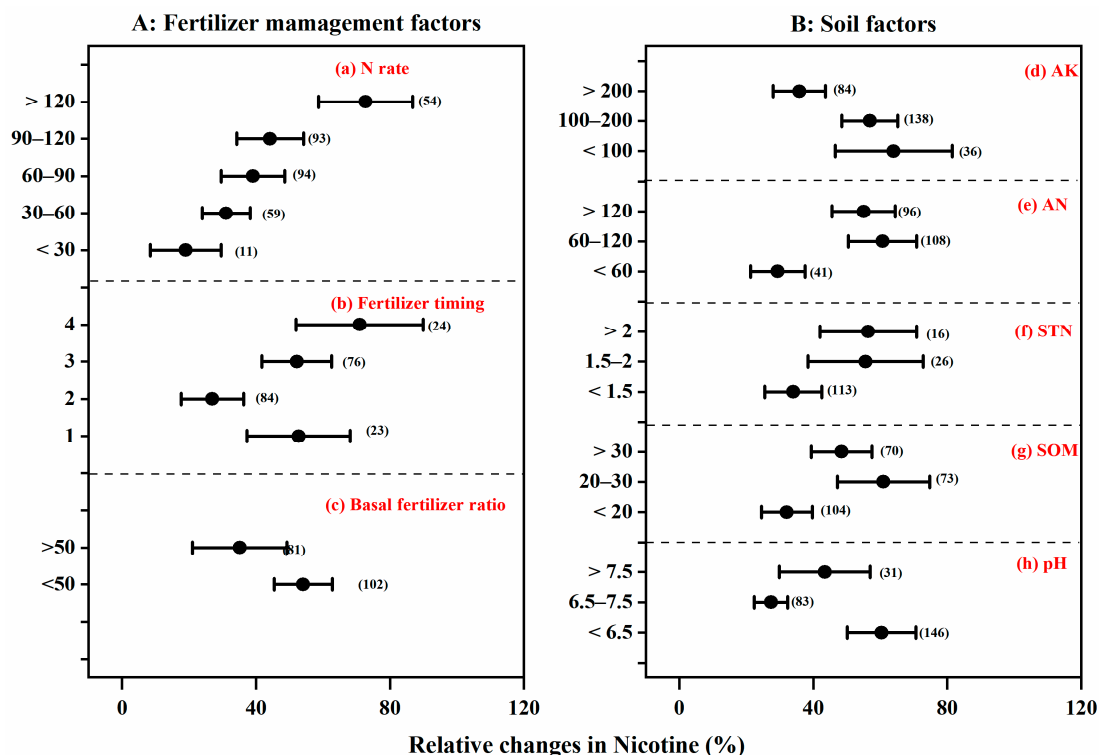 A: Fertilizer mamagement factors
(a) N rate
> 120 (54)
90–120 (93)
60–90 (94)
30–60 (59)
< 30 (11)
(b) Fertilizer timing
4 (24)
3 (76)
2 (84)
1 (23)
(c) Basal fertilizer ratio
>50 (81)
<50 (102)
0 40 80 120
B: Soil factors
(d) AK
> 200 (84)
100–200 (138)
< 100 (36)
(e) AN
> 120 (96)
60–120 (108)
< 60 (41)
(f) STN
> 2 (16)
1.5–2 (26)
< 1.5 (113)
(g) SOM
> 30 (70)
20–30 (73)
< 20 (104)
(h) pH
> 7.5 (31)
6.5–7.5 (83)
< 6.5 (146)
0 40 80 120
Relative changes in Nicotine (%)